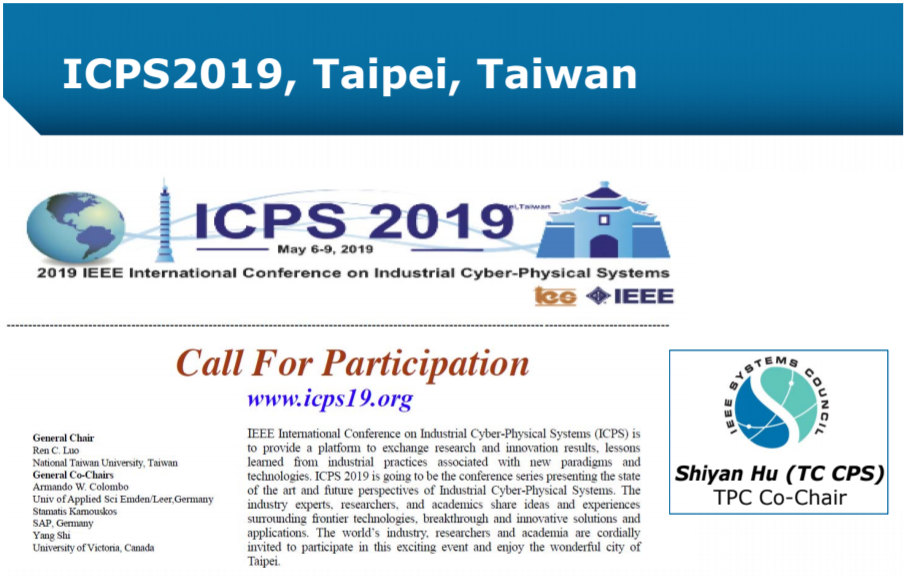 ICPS2019, Taipei, Taiwan
ICPS 2019
ei,Taiwan
May 6-9, 2019
2019 IEEE International Conference on Industrial Cyber-Physical Systems
ies IEEE
Call For Participation
www.icps19.org
General Chair
Ren C. Luo
National Taiwan University, Taiwan
General Co-Chairs
Armando W. Colombo
Univ of Applied Sci Emden/Leer,Germany
Stamatis Karnouskos
SAP, Germany
Yang Shi
University of Victoria, Canada
IEEE International Conference on Industrial Cyber-Physical Systems (ICPS) is
to provide a platform to exchange research and innovation results, lessons
learned from industrial practices associated with new paradigms and
technologies. ICPS 2019 is going to be the conference series presenting the state
of the art and future perspectives of Industrial Cyber-Physical Systems. The
industry experts, researchers, and academics share ideas and experiences
surrounding frontier technologies, breakthrough and innovative solutions and
applications. The world's industry, researchers and academia are cordially
invited to participate in this exciting event and enjoy the wonderful city of
Taipei.
IEEE SYSTEMS COUNCIL
Shiyan Hu (TC CPS)
TPC Co-Chair